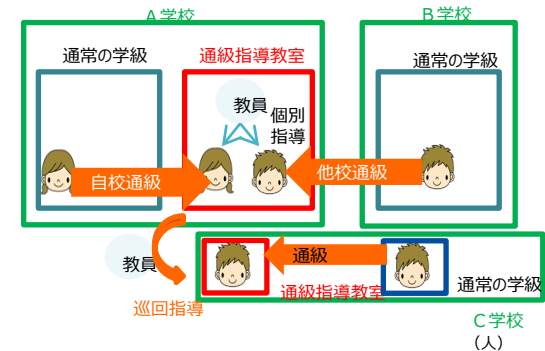 A学校
B学校
通常の学級
通級指導教室
通常の学級
教員
個別
指導
自校通級
他校通級
教員
通級
通級指導教室
通常の学級
巡回指導
C学校
(人)